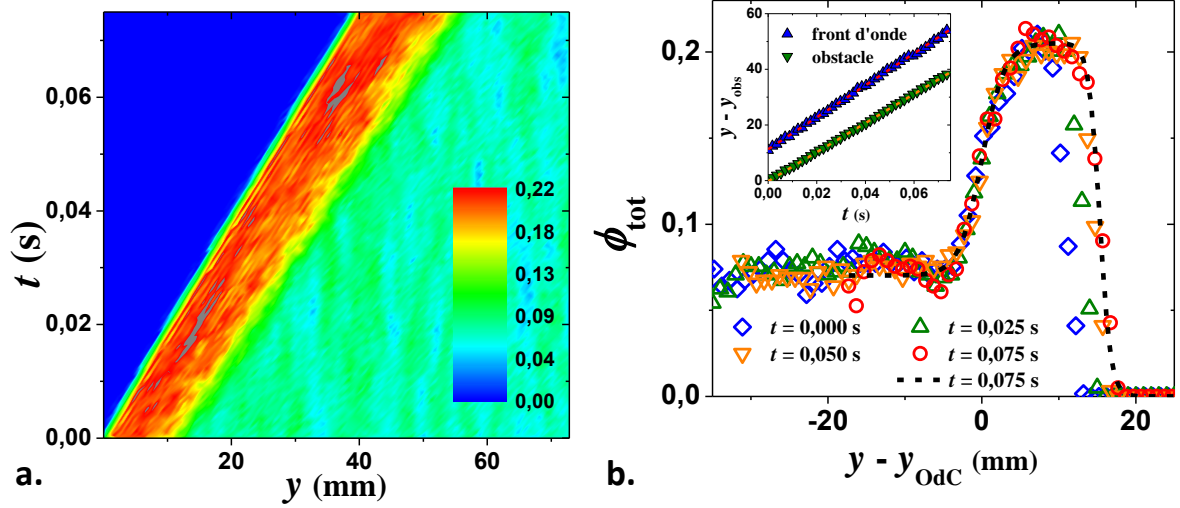 0,06
0,04
0,02
0,00
t (s)
20
40
60
y (mm)
0,22
0,18
0,13
0,09
0,04
0,00
a.
0,2
0,1
0,0
ϕtot
60
40
20
0
y - yobs
front d'onde
obstacle
0,00
0,02
0,04
0,06
t (s)
t = 0,000 s
t = 0,025 s
t = 0,050 s
t = 0,075 s
t = 0,075 s
-20
0
20
y - yOdC (mm)
b.